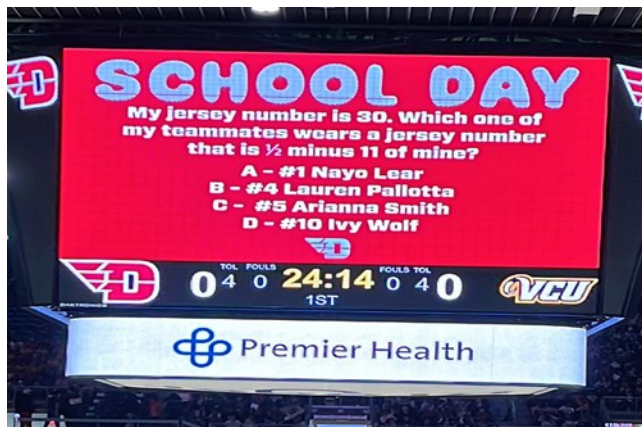 SCHOOL DAY
My jersey number is 30. Which one of
my teammates wears a jersey number
that is ½ minus 11 of mine?
A - #1 Nayo Lear
B - #4 Lauren Pallotta
C - #5 Arianna Smith
D - #10 Ivy Wolf
D
D
D
TOL FOULS FOULS TOL
0 4 0 24:14 0 4 0
1ST
VCU
DAKTRONICS
Premier Health